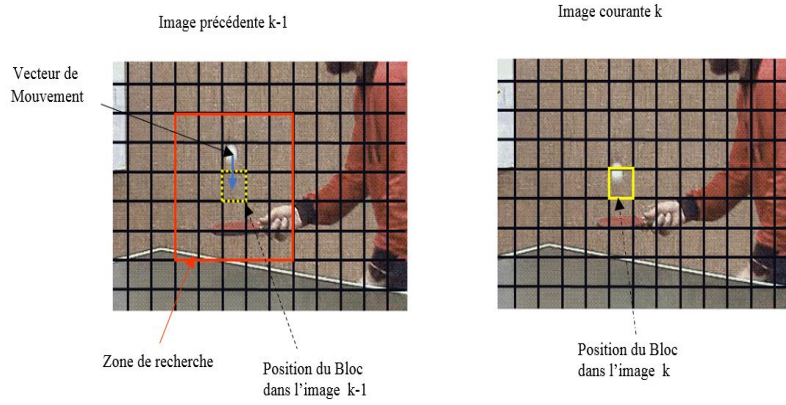 Image précédente k-1
Image courante k
Vecteur de
Mouvement
Zone de recherche
Position du Bloc
dans l’image k-1
Position du Bloc
dans l’image k